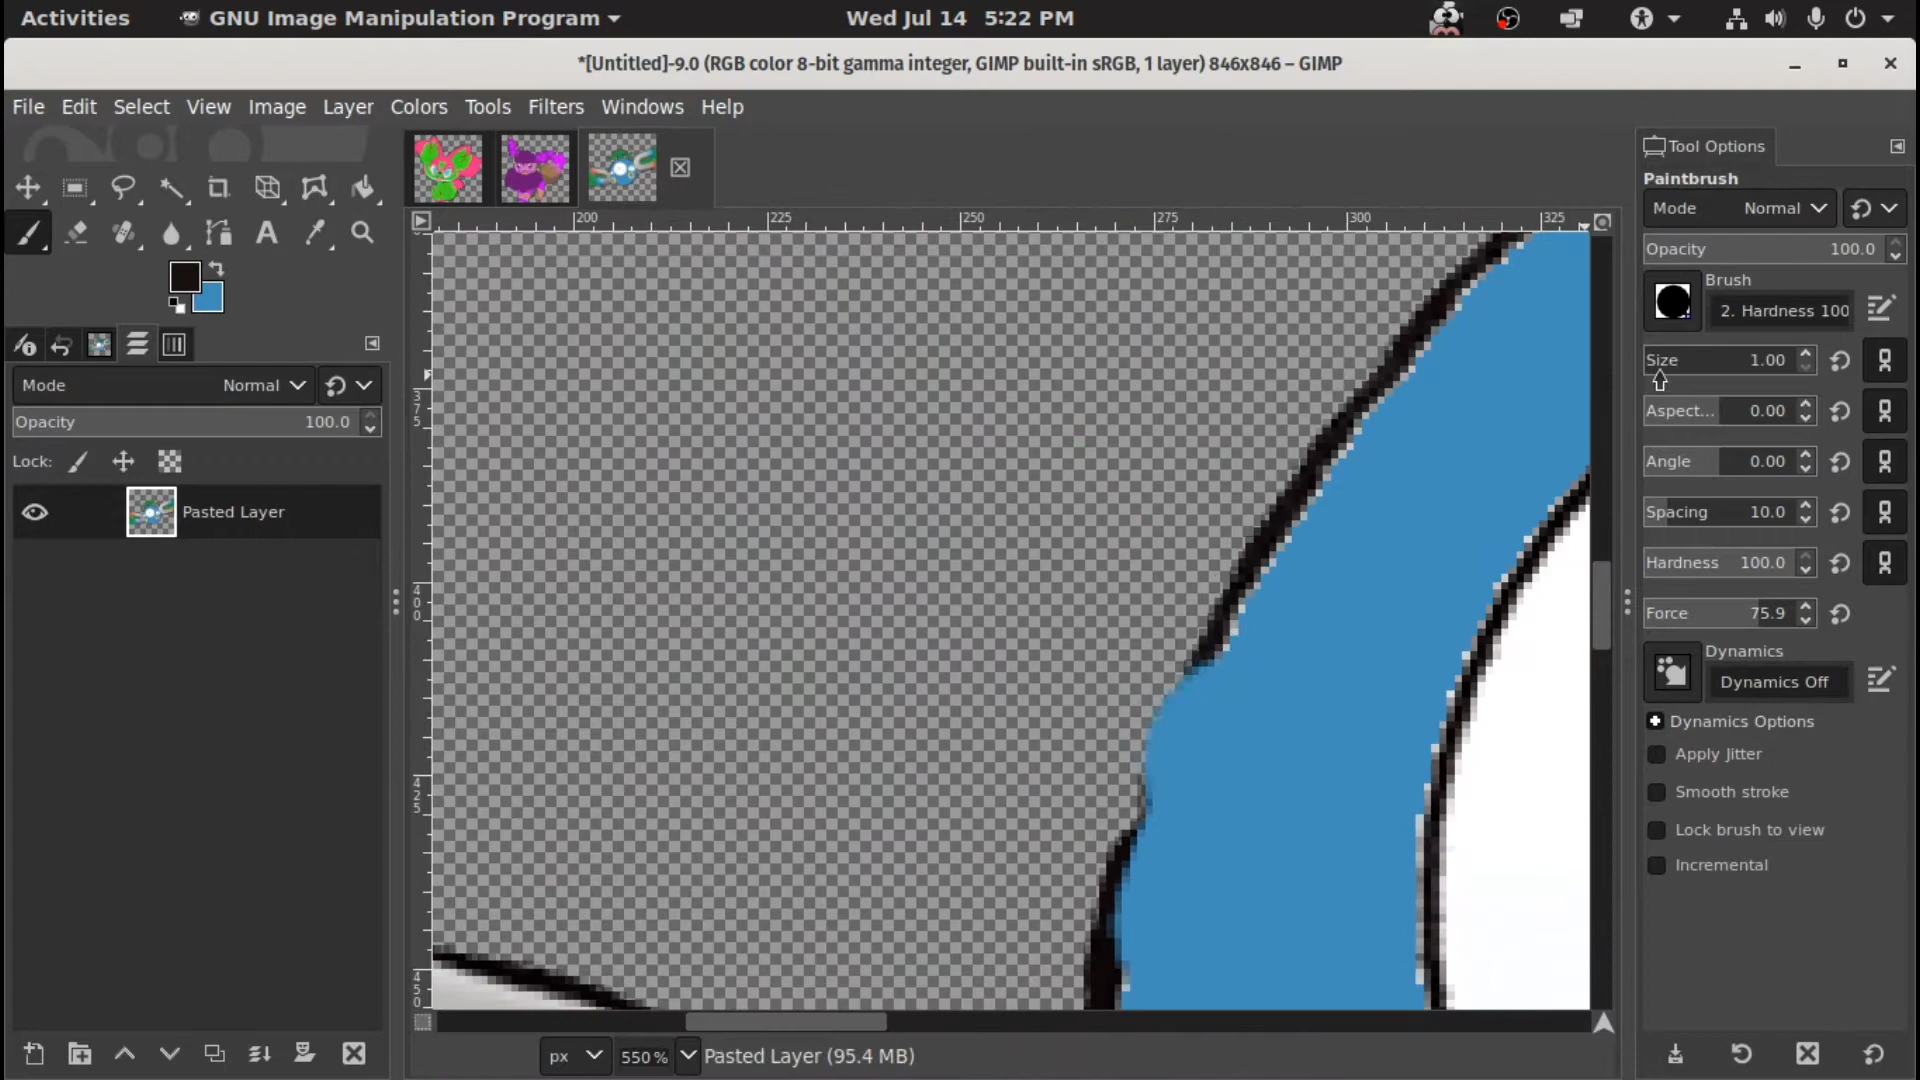 Activities
GNU Image Manipulation Program
Wed Jul 14 5:22 PM
*[Untitled]-9.0 (RGB color 8-bit gamma integer, GIMP built-in sRGB, 1 layer) 846x846 – GIMP
File Edit Select View Image Layer Colors Tools Filters Windows Help
Tool Options
Paintbrush
Mode Normal
Opacity 100.0
Brush
2. Hardness 100
Size 1.00
Aspect... 0.00
Angle 0.00
Spacing 10.0
Hardness 100.0
Force 75.9
Dynamics
Dynamics Off
Dynamics Options
Apply Jitter
Smooth stroke
Lock brush to view
Incremental
200 225 250 275 300 325
375
400
425
450
Mode Normal
Opacity 100.0
Lock:
Pasted Layer
px 550% Pasted Layer (95.4 MB)